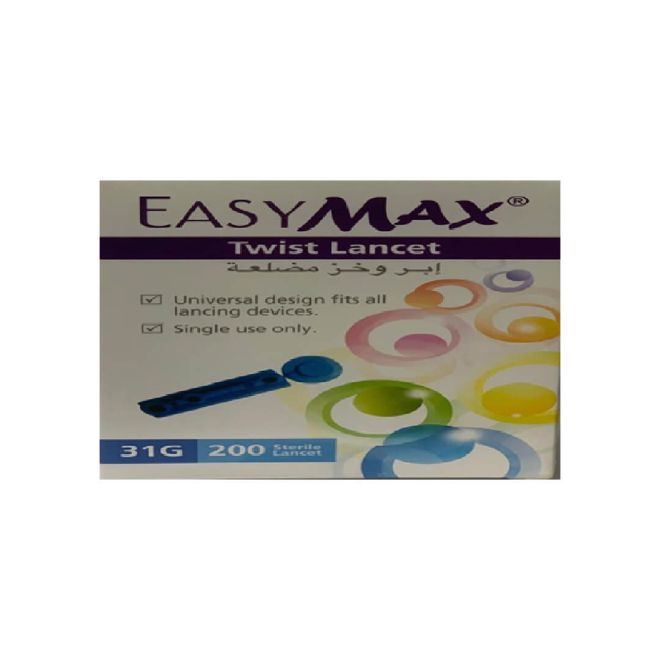 EASYMAX®
Twist Lancet
إبر وخز مضلعة
Universal design fits all
lancing devices.
Single use only.
31G 200 Sterile
Lancet